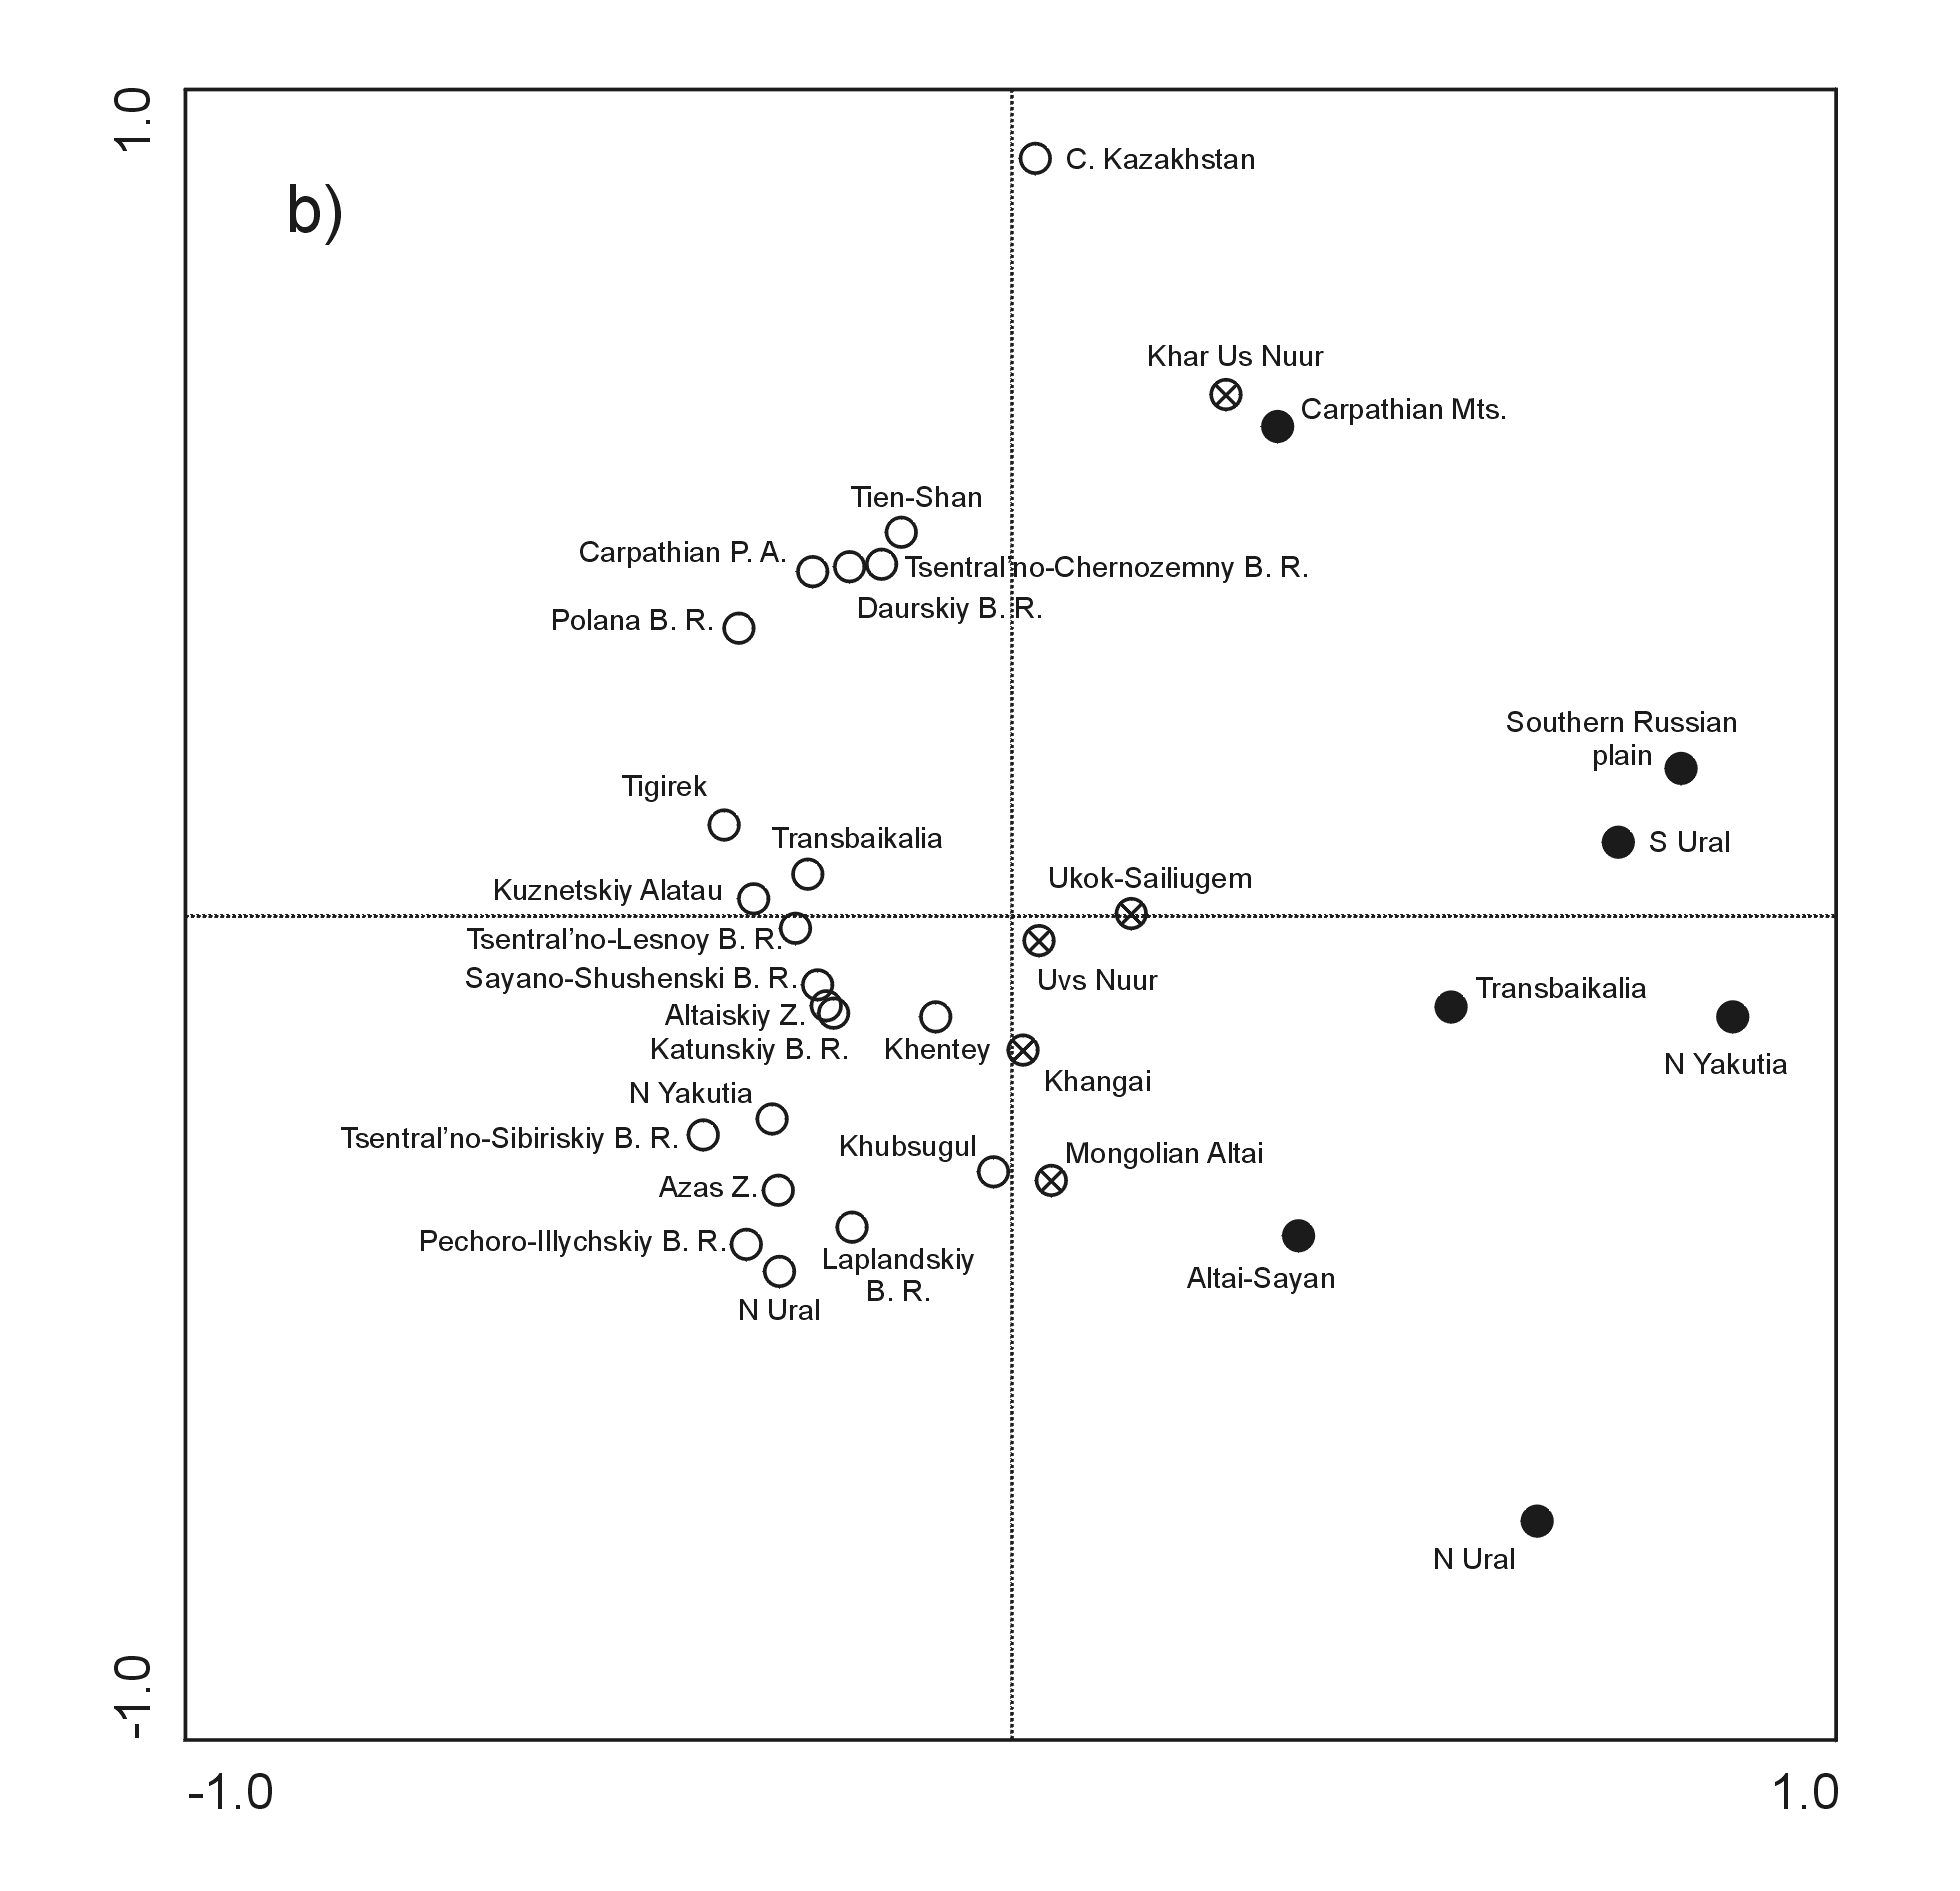 1.0
C. Kazakhstan
b)
Khar Us Nuur
Carpathian Mts.
Tien-Shan
Carpathian P. A.
Tsentral'no-Chernozemny B. R.
Daurskiy B. R.
Polana B. R.
Southern Russian
plain
Tigirek
Transbaikalia
S Ural
Kuznetskiy Alatau
Ukok-Sailiugem
Tsentral'no-Lesnoy B. R.
Sayano-Shushenski B. R.
Uvs Nuur
Transbaikalia
Altaiskiy Z.
Katunskiy B. R.
Khentey
N Yakutia
Khangai
N Yakutia
Tsentral'no-Sibiriskiy B. R.
Khubsugul
Mongolian Altai
Azas Z.
Pechoro-Illychskiy B. R.
Laplandskiy
B. R.
Altai-Sayan
N Ural
N Ural
-1.0
-1.0
1.0